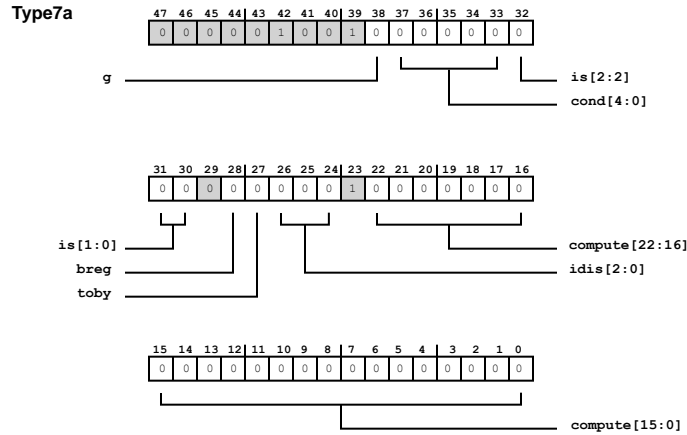 Type7a
47 46 45 44 43 42 41 40 39 38 37 36 35 34 33 32
0 0 0 0 0 1 0 0 1 0 0 0 0 0 0 0
g
is[2:2]
cond[4:0]
31 30 29 28 27 26 25 24 23 22 21 20 19 18 17 16
0 0 0 0 0 0 0 0 1 0 0 0 0 0 0 0
is[1:0]
compute[22:16]
breg
idis[2:0]
toby
15 14 13 12 11 10 9 8 7 6 5 4 3 2 1 0
0 0 0 0 0 0 0 0 0 0 0 0 0 0 0 0
compute[15:0]